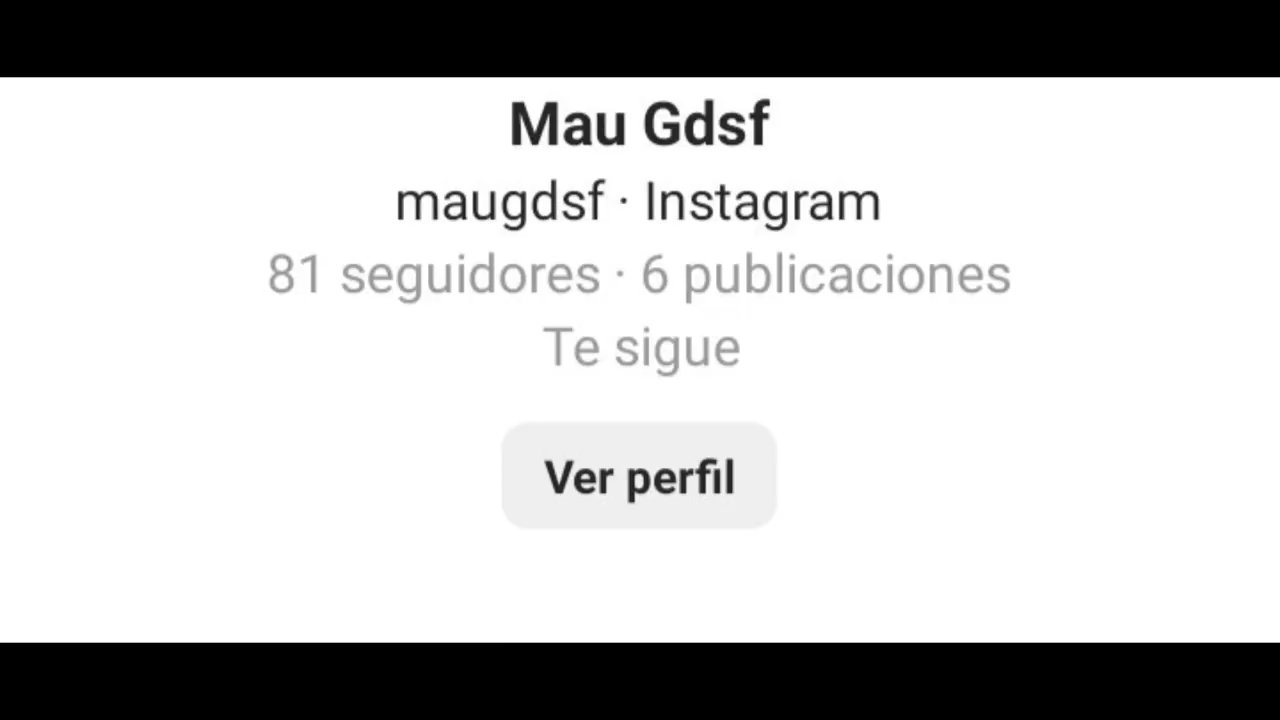 Mau Gdsf
maugdsf · Instagram
81 seguidores · 6 publicaciones
Te sigue
Ver perfil